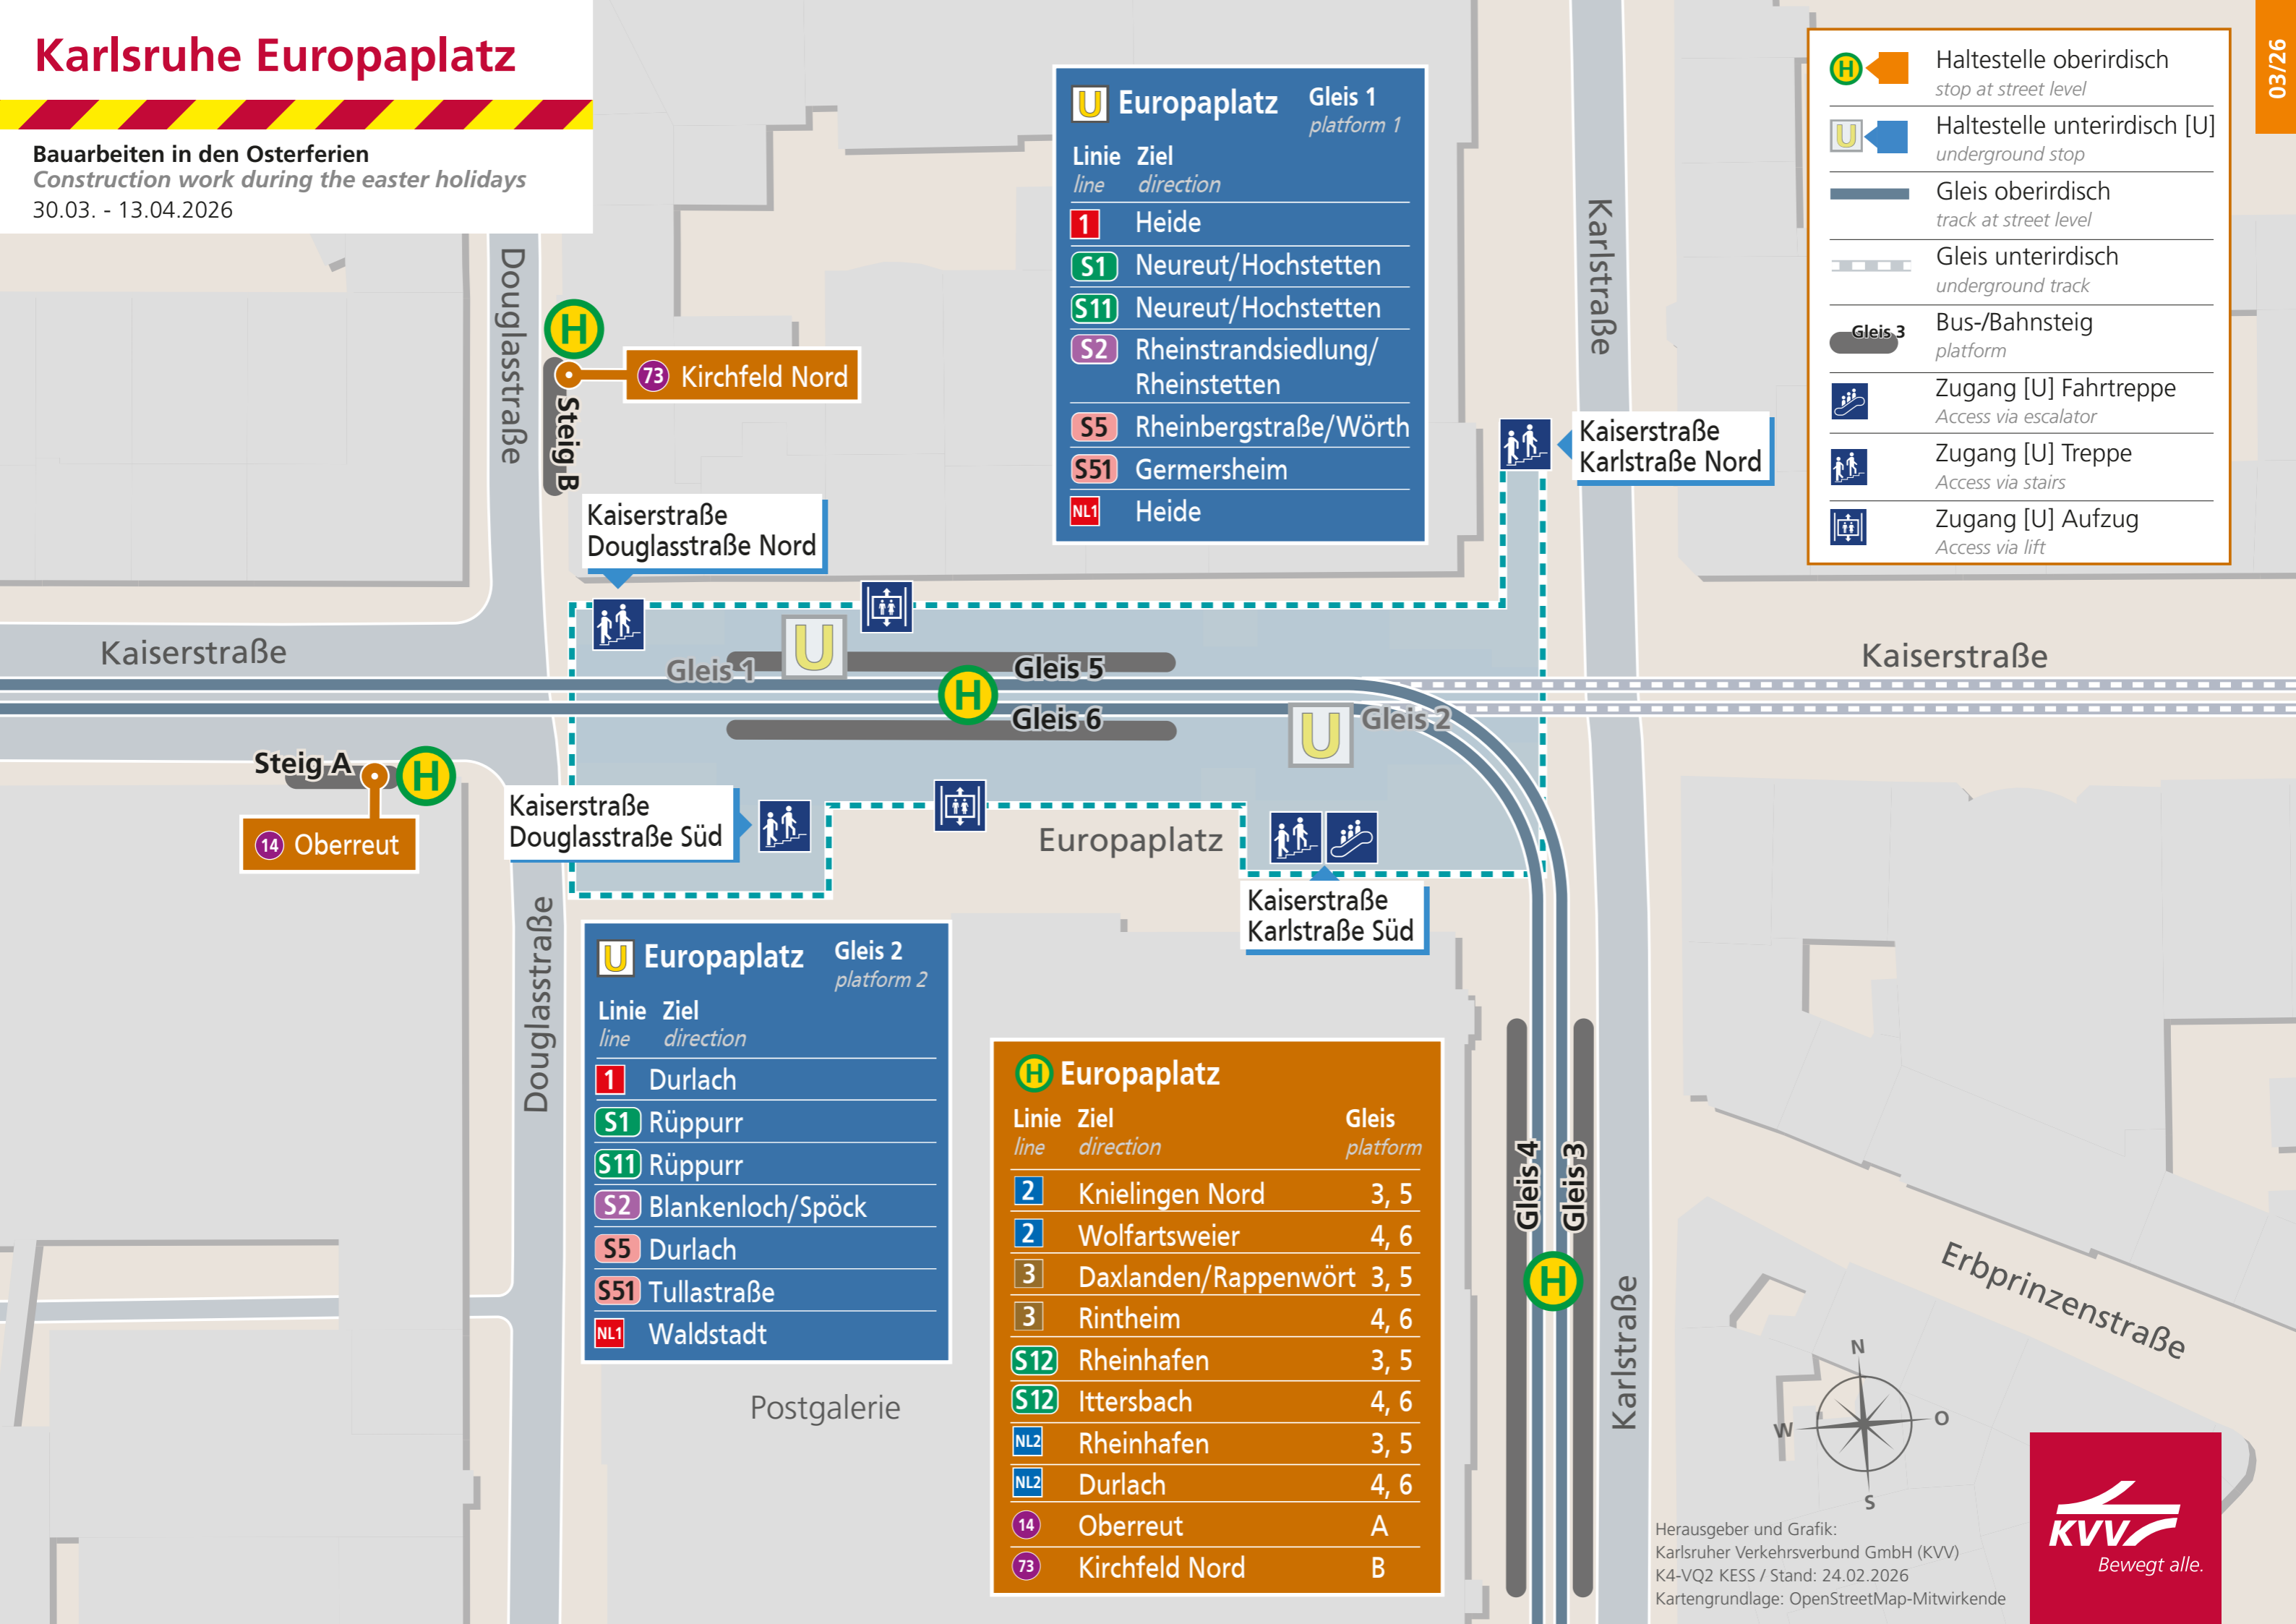 Karlsruhe Europaplatz
Bauarbeiten in den Osterferien
Construction work during the easter holidays
30.03. - 13.04.2026
03/26
H Haltestelle oberirdisch
stop at street level
U Haltestelle unterirdisch [U]
underground stop
Gleis oberirdisch
track at street level
Gleis unterirdisch
underground track
Gleis 3 Bus-/Bahnsteig
platform
Zugang [U] Fahrtreppe
Access via escalator
Zugang [U] Treppe
Access via stairs
Zugang [U] Aufzug
Access via lift
U Europaplatz Gleis 1
platform 1
Linie Ziel
line direction
1 Heide
S1 Neureut/Hochstetten
S11 Neureut/Hochstetten
S2 Rheinstrandsiedlung/
Rheinstetten
S5 Rheinbergstraße/Wörth
S51 Germersheim
NL1 Heide
Douglasstraße
Karlstraße
H
73 Kirchfeld Nord
Steig B
Kaiserstraße
Douglasstraße Nord
Kaiserstraße
Karlstraße Nord
Kaiserstraße
Kaiserstraße
Gleis 1
U
Gleis 5
H
Gleis 6
U
Gleis 2
Steig A
H
14 Oberreut
Kaiserstraße
Douglasstraße Süd
Europaplatz
Kaiserstraße
Karlstraße Süd
Douglasstraße
U Europaplatz Gleis 2
platform 2
Linie Ziel
line direction
1 Durlach
S1 Rüppurr
S11 Rüppurr
S2 Blankenloch/Spöck
S5 Durlach
S51 Tullastraße
NL1 Waldstadt
Postgalerie
H Europaplatz
Linie Ziel Gleis
line direction platform
2 Knielingen Nord 3, 5
2 Wolfartsweier 4, 6
3 Daxlanden/Rappenwört 3, 5
3 Rintheim 4, 6
S12 Rheinhafen 3, 5
S12 Ittersbach 4, 6
NL2 Rheinhafen 3, 5
NL2 Durlach 4, 6
14 Oberreut A
73 Kirchfeld Nord B
Gleis 4
Gleis 3
H
Karlstraße
Erbprinzenstraße
N
W
O
S
Herausgeber und Grafik:
Karlsruher Verkehrsverbund GmbH (KVV)
K4-VQ2 KESS / Stand: 24.02.2026
Kartengrundlage: OpenStreetMap-Mitwirkende
KVV
Bewegt alle.